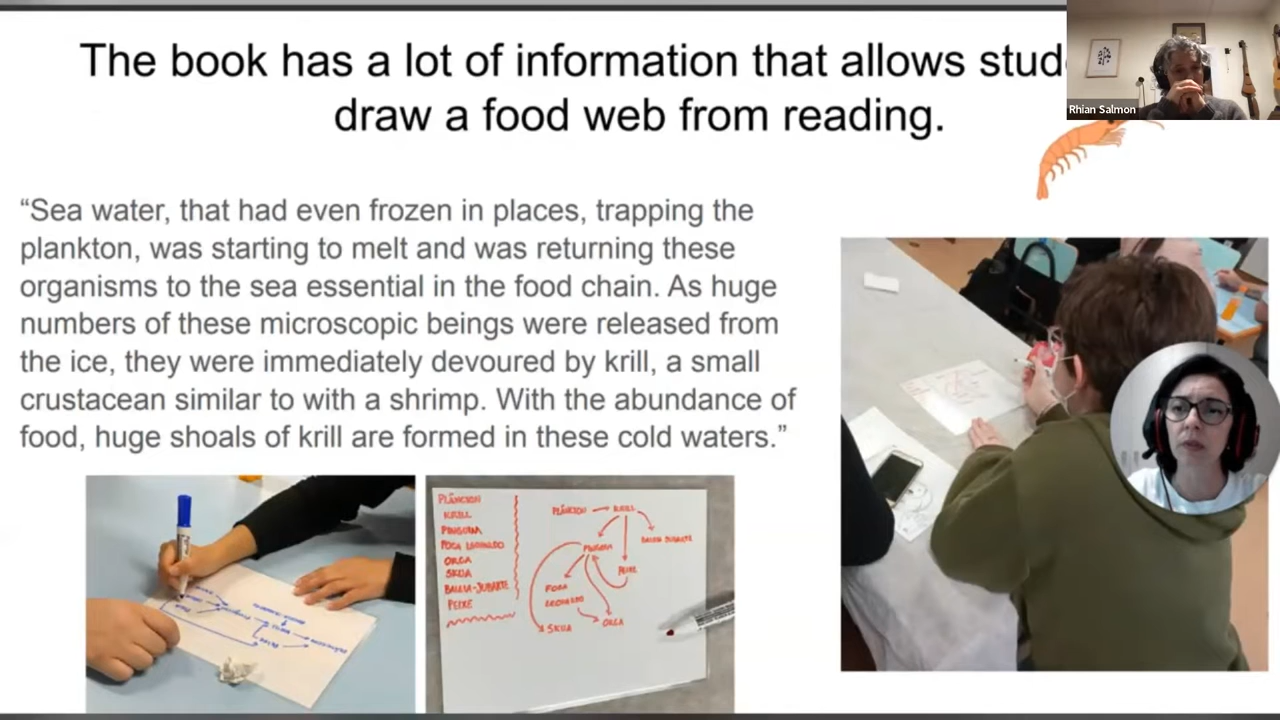 The book has a lot of information that allows
draw a food web from reading.
Rhian Salmon
“Sea water, that had even frozen in places, trapping the
plankton, was starting to melt and was returning these
organisms to the sea essential in the food chain. As huge
numbers of these microscopic beings were released from
the ice, they were immediately devoured by krill, a small
crustacean similar to with a shrimp. With the abundance of
food, huge shoals of krill are formed in these cold waters.”
PLÂNCTON
KRILL
PINGUIM
FOCA LEOPARDO
ORCA
SKUA
BALEIA-JUBARTE
PEIXE
PLÂNCTON KRILL
BALEIA JUBARTE
PINGUIM
PEIXE
FOCA
LEOPARDO
SKUA
ORCA